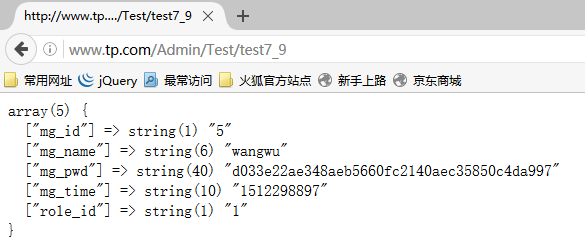 http://www.tp..../Test/test7_9
www.tp.com/Admin/Test/test7_9
常用网址 jQuery 最常访问 火狐官方站点 新手上路 京东商城
array(5) {
  ["mg_id"] => string(1) "5"
  ["mg_name"] => string(6) "wangwu"
  ["mg_pwd"] => string(40) "d033e22ae348aeb5660fc2140aec35850c4da997"
  ["mg_time"] => string(10) "1512298897"
  ["role_id"] => string(1) "1"
}